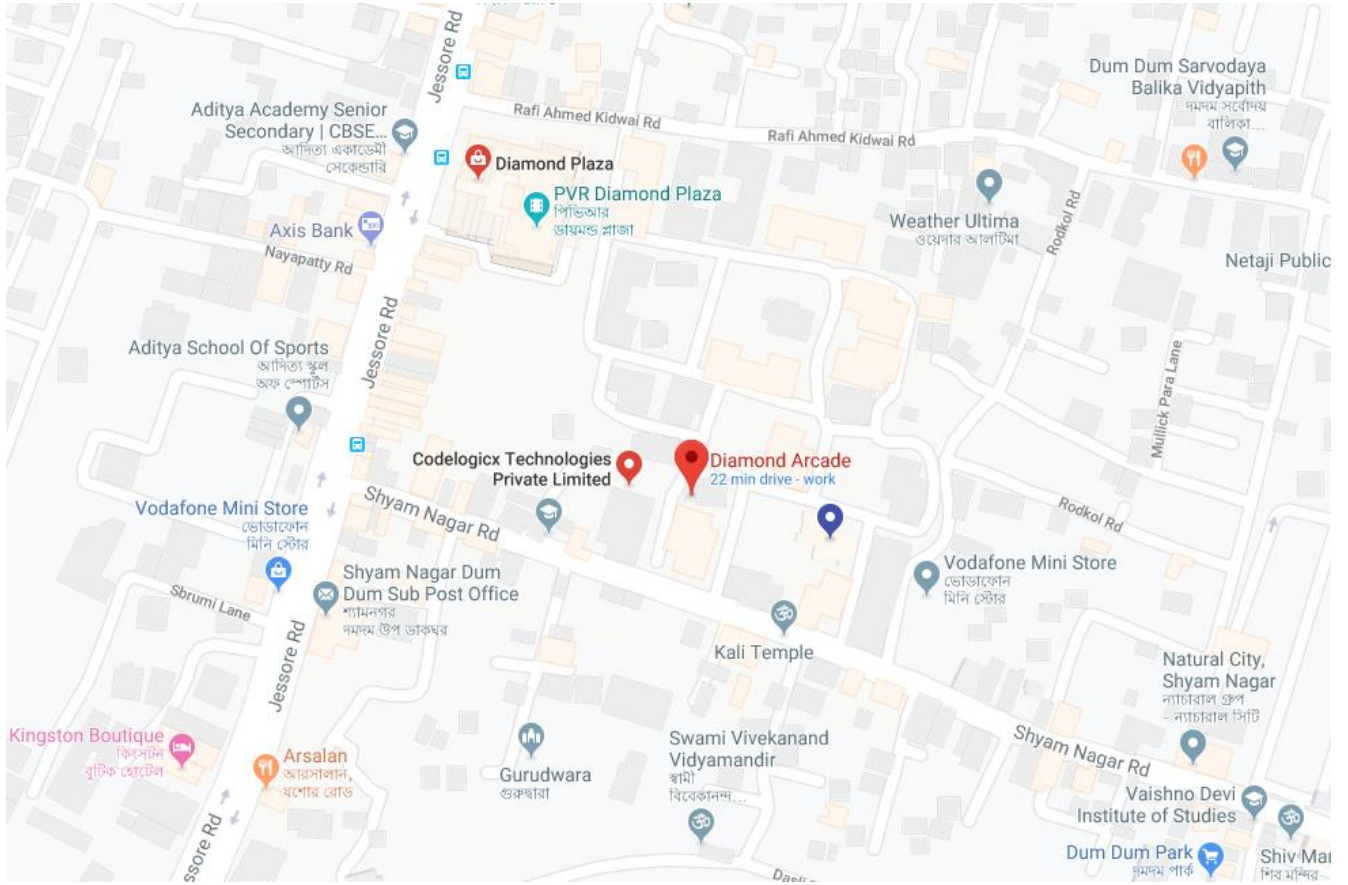 Jessore Rd
Rafi Ahmed Kidwai Rd
Rafi Ahmed Kidwai Rd
Dum Dum Sarvodaya
Balika Vidyapith
দমদম সর্বোদয়
বালিকা...
Aditya Academy Senior
Secondary | CBSE...
আদিত্য একাডেমী
সেকেন্ডারি
Diamond Plaza
PVR Diamond Plaza
পিভিআর
ডায়মন্ড প্লাজা
Weather Ultima
ওয়েদার আলটিমা
Rodkol Rd
Axis Bank
Nayapatty Rd
Netaji Public
Jessore Rd
Aditya School Of Sports
আদিত্য স্কুল
অফ স্পোর্টস
Mullick Para Lane
Codelogicx Technologies
Private Limited
Diamond Arcade
22 min drive - work
Shyam Nagar Rd
Rodkol Rd
Vodafone Mini Store
ভোডাফোন
মিনি স্টোর
Shyam Nagar Dum
Dum Sub Post Office
শ্যামনগর
দমদম উপ ডাকঘর
Vodafone Mini Store
ভোডাফোন
মিনি স্টোর
Sbrumi Lane
Kali Temple
Jessore Rd
Natural City,
Shyam Nagar
ন্যাচারাল গ্রুপ
- ন্যাচারাল সিটি
Kingston Boutique
কিংসটন
বুটিক হোটেল
Arsalan
আরসালান,
যশোর রোড
Gurudwara
গুরুদ্বারা
Swami Vivekanand
Vidyamandir
স্বামী
বিবেকানন্দ...
Shyam Nagar Rd
Vaishno Devi
Institute of Studies
Dum Dum Park
দমদম পার্ক
Shiv Mar
শিব মন্দির
ssore Rd